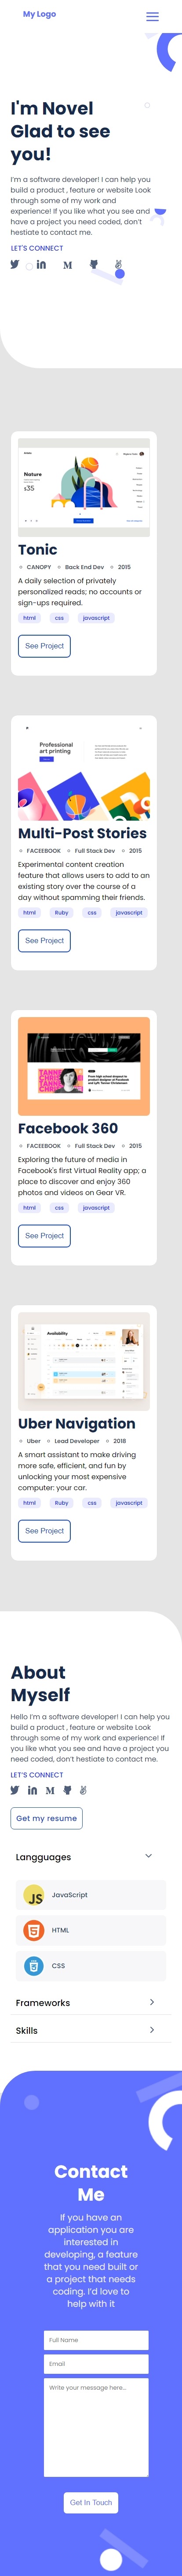 My Logo
I'm Novel
Glad to see
you!
I'm a software developer! I can help you
build a product , feature or website Look
through some of my work and
experience! If you like what you see and
have a project you need coded, don't
hestiate to contact me.
LET'S CONNECT
Nature
$35
Tonic
CANOPY Back End Dev 2015
A daily selection of privately
personalized reads; no accounts or
sign-ups required.
html css javascript
See Project
Professional
art printing
Multi-Post Stories
FACEEBOOK Full Stack Dev 2015
Experimental content creation
feature that allows users to add to an
existing story over the course of a
day without spamming their friends.
html Ruby css javascript
See Project
Facebook 360
FACEEBOOK Full Stack Dev 2015
Exploring the future of media in
Facebook's first Virtual Reality app; a
place to discover and enjoy 360
photos and videos on Gear VR.
html css javascript
See Project
Availability
Uber Navigation
Uber Lead Developer 2018
A smart assistant to make driving
more safe, efficient, and fun by
unlocking your most expensive
computer: your car.
html Ruby css javascript
See Project
About
Myself
Hello I'm a software developer! I can help you
build a product , feature or website Look
through some of my work and experience! If
you like what you see and have a project you
need coded, don't hestiate to contact me.
LET'S CONNECT
Get my resume
Langguages
JS JavaScript
HTML
CSS
Frameworks
Skills
Contact
Me
If you have an
application you are
interested in
developing, a feature
that you need built or
a project that needs
coding. I'd love to
help with it
Full Name
Email
Write your message here...
Get In Touch